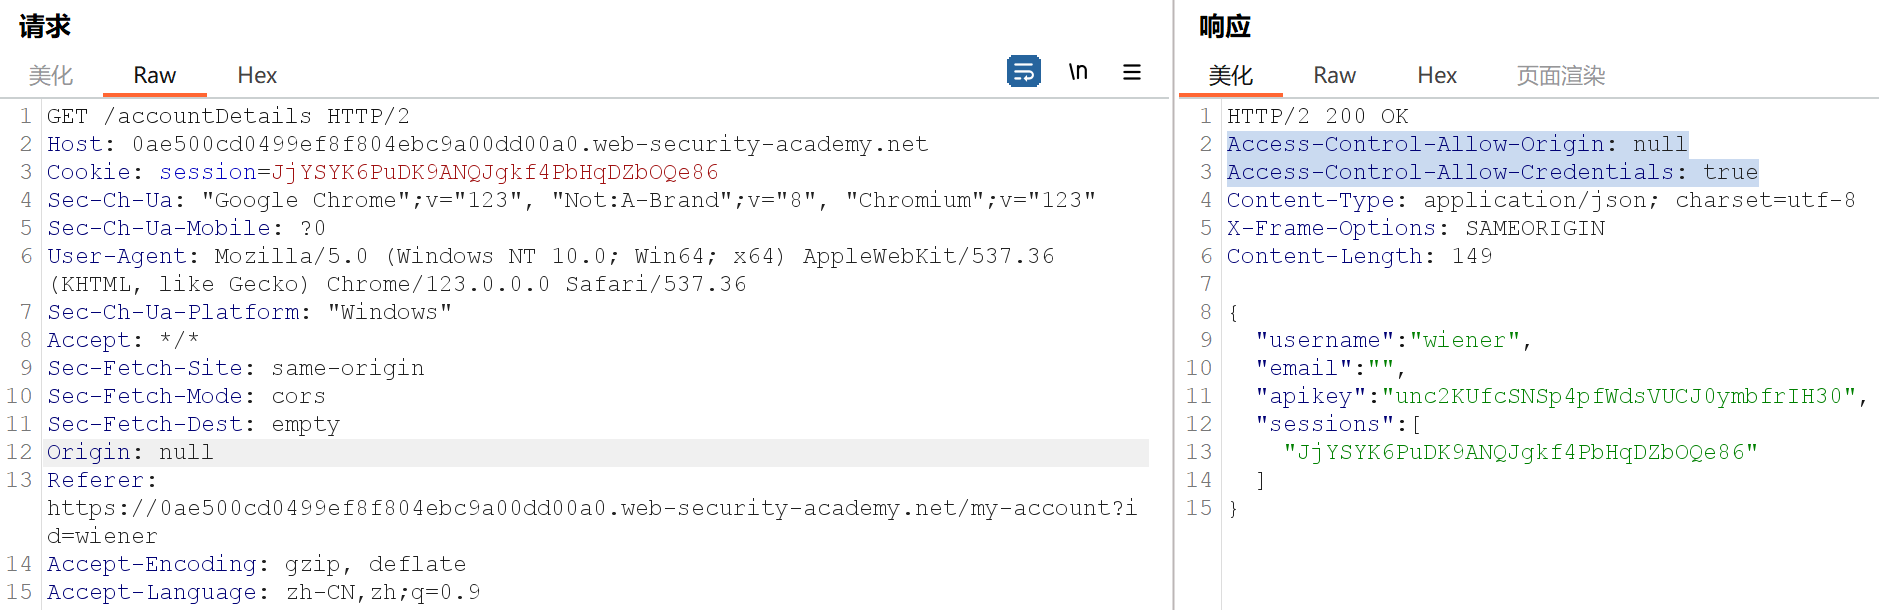 请求
美化 Raw Hex \n
1 GET /accountDetails HTTP/2
2 Host: 0ae500cd0499ef8f804ebc9a00dd00a0.web-security-academy.net
3 Cookie: session=JjYSYK6PuDK9ANQJgkf4PbHqDZbOQe86
4 Sec-Ch-Ua: "Google Chrome";v="123", "Not:A-Brand";v="8", "Chromium";v="123"
5 Sec-Ch-Ua-Mobile: ?0
6 User-Agent: Mozilla/5.0 (Windows NT 10.0; Win64; x64) AppleWebKit/537.36
(KHTML, like Gecko) Chrome/123.0.0.0 Safari/537.36
7 Sec-Ch-Ua-Platform: "Windows"
8 Accept: */*
9 Sec-Fetch-Site: same-origin
10 Sec-Fetch-Mode: cors
11 Sec-Fetch-Dest: empty
12 Origin: null
13 Referer:
https://0ae500cd0499ef8f804ebc9a00dd00a0.web-security-academy.net/my-account?i
d=wiener
14 Accept-Encoding: gzip, deflate
15 Accept-Language: zh-CN,zh;q=0.9
响应
美化 Raw Hex 页面渲染
1 HTTP/2 200 OK
2 Access-Control-Allow-Origin: null
3 Access-Control-Allow-Credentials: true
4 Content-Type: application/json; charset=utf-8
5 X-Frame-Options: SAMEORIGIN
6 Content-Length: 149
7
8 {
9 "username":"wiener",
10 "email":"",
11 "apikey":"unc2KUfcSNSp4pfWdsVUCJ0ymbfrIH30",
12 "sessions":[
13 "JjYSYK6PuDK9ANQJgkf4PbHqDZbOQe86"
14 ]
15 }